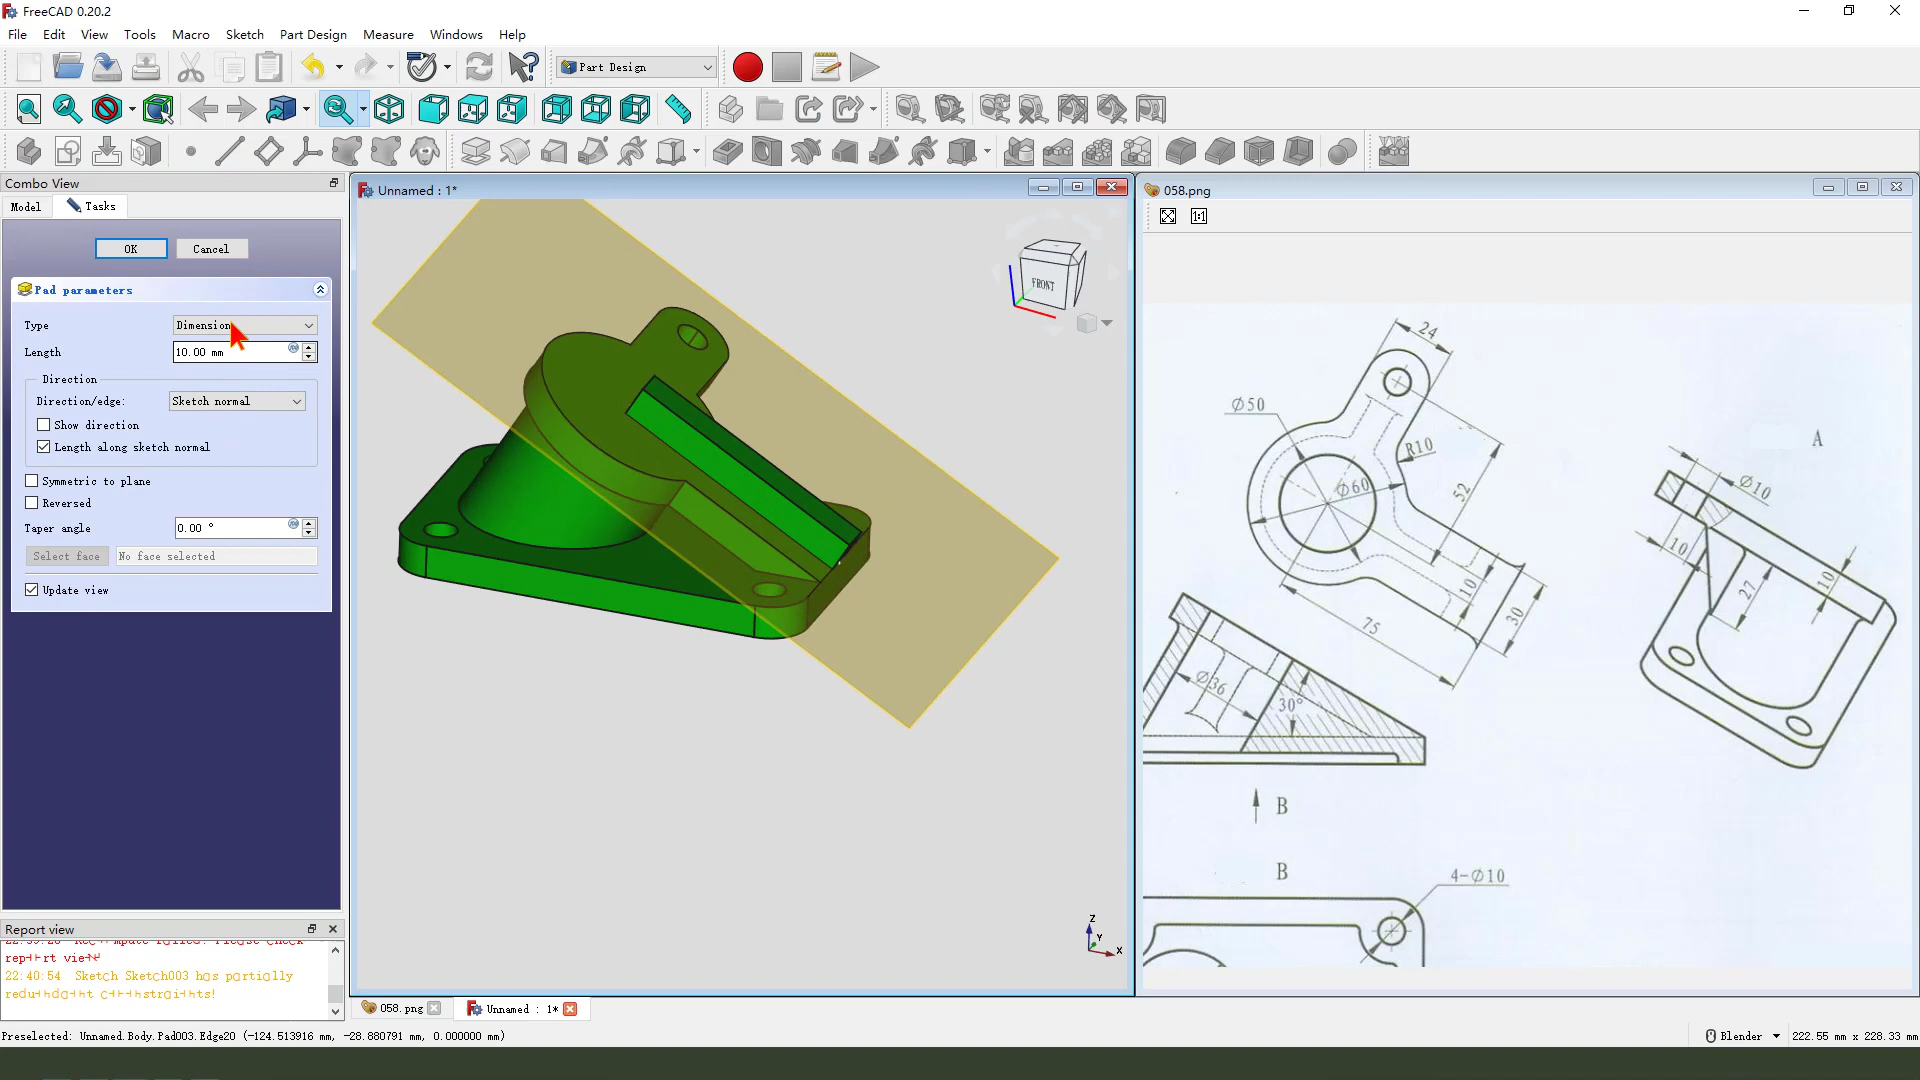 FreeCAD 0.20.2
File Edit View Tools Macro Sketch Part Design Measure Windows Help
Part Design
Combo View
Model Tasks
OK Cancel
Pad parameters
Type Dimension
Length 10.00 mm
Direction
Direction/edge: Sketch normal
Show direction
Length along sketch normal
Symmetric to plane
Reversed
Taper angle 0.00 °
Select face No face selected
Update view
Report view
22:40:54 Sketch Sketch003 has partially
Unnamed : 1*
FRONT
Z
Y
X
058.png
1:1
24
Ø50
R10
Ø60
52
10
30
75
Ø36
30°
B
B
4-Ø10
A
Ø10
10
27
10
058.png Unnamed : 1*
Preselected: Unnamed.Body.Pad003.Edge20 (-124.513916 mm, -28.880791 mm, 0.000000 mm)
Blender 222.55 mm x 228.33 mm